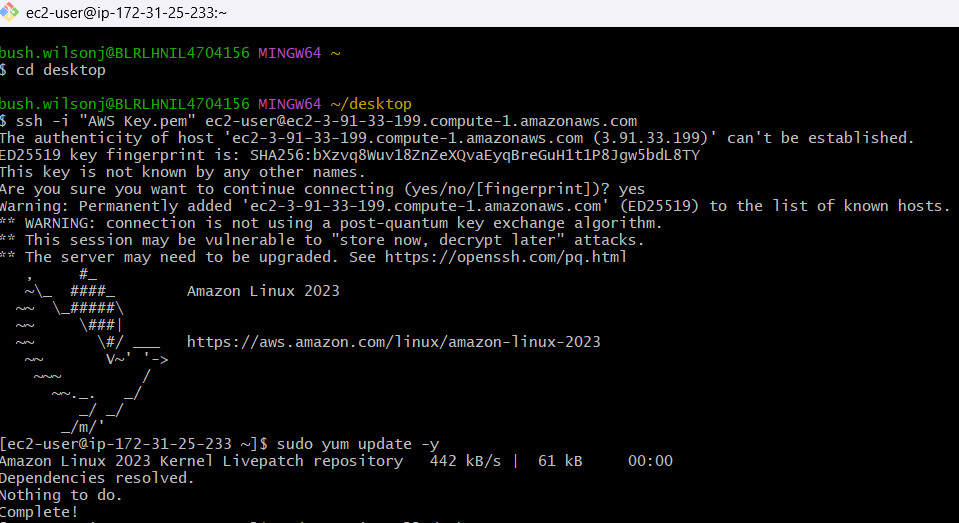 ec2-user@ip-172-31-25-233:~
bush.wilsonj@BLRLHNIL4704156 MINGW64 ~
$ cd desktop
bush.wilsonj@BLRLHNIL4704156 MINGW64 ~/desktop
$ ssh -i "AWS Key.pem" ec2-user@ec2-3-91-33-199.compute-1.amazonaws.com
The authenticity of host 'ec2-3-91-33-199.compute-1.amazonaws.com (3.91.33.199)' can't be established.
ED25519 key fingerprint is: SHA256:bXzvq8Wuv18ZnZeXQvaEyqBreGuH1t1P8Jgw5bdL8TY
This key is not known by any other names.
Are you sure you want to continue connecting (yes/no/[fingerprint])? yes
Warning: Permanently added 'ec2-3-91-33-199.compute-1.amazonaws.com' (ED25519) to the list of known hosts.
** WARNING: connection is not using a post-quantum key exchange algorithm.
** This session may be vulnerable to "store now, decrypt later" attacks.
** The server may need to be upgraded. See https://openssh.com/pq.html
   ,     #_
   ~\_  ####_        Amazon Linux 2023
  ~~  \_#####\
  ~~     \###|
  ~~       \#/ ___   https://aws.amazon.com/linux/amazon-linux-2023
   ~~       V~' '->
    ~~~         /
      ~~._.   _/
         _/ _/
       _/m/'
[ec2-user@ip-172-31-25-233 ~]$ sudo yum update -y
Amazon Linux 2023 Kernel Livepatch repository   442 kB/s |  61 kB     00:00
Dependencies resolved.
Nothing to do.
Complete!